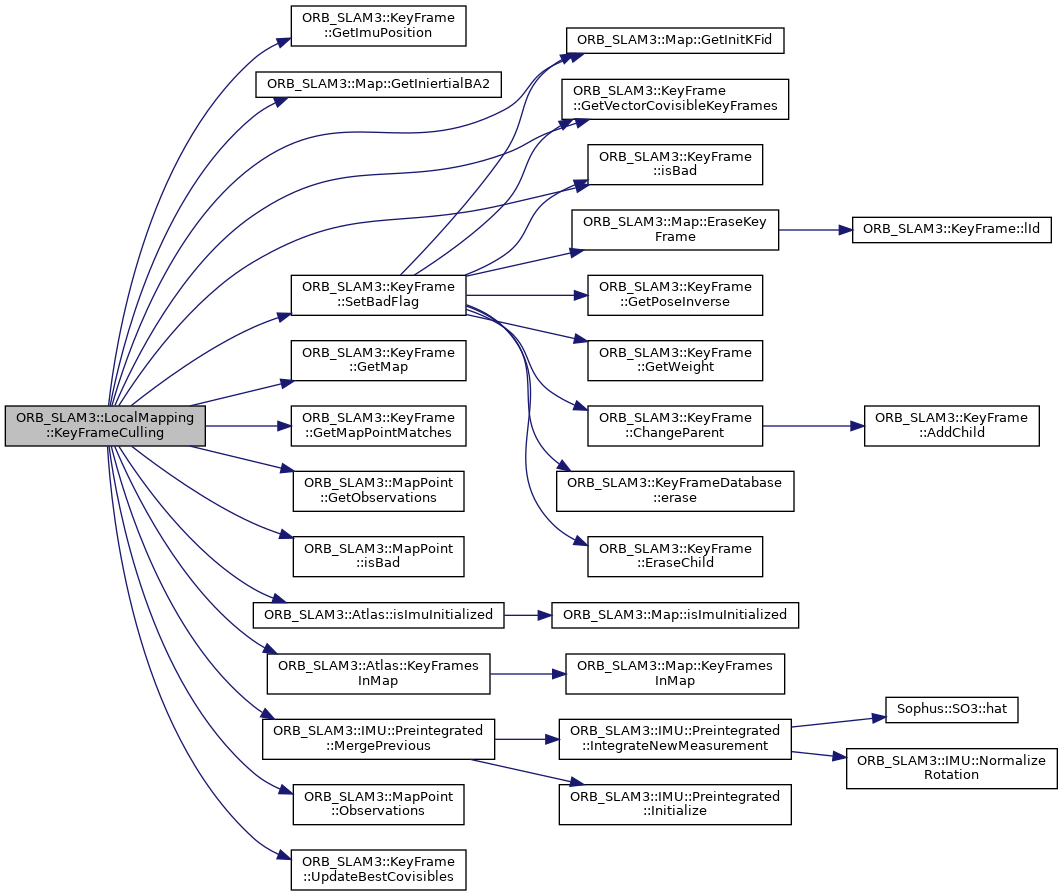 ORB_SLAM3::LocalMapping
::KeyFrameCulling
ORB_SLAM3::KeyFrame
::GetImuPosition
ORB_SLAM3::Map::GetIniertialBA2
ORB_SLAM3::Map::GetInitKFid
ORB_SLAM3::KeyFrame
::GetVectorCovisibleKeyFrames
ORB_SLAM3::KeyFrame
::isBad
ORB_SLAM3::KeyFrame
::SetBadFlag
ORB_SLAM3::Map::EraseKey
Frame
ORB_SLAM3::KeyFrame::lId
ORB_SLAM3::KeyFrame
::GetPoseInverse
ORB_SLAM3::KeyFrame
::GetWeight
ORB_SLAM3::KeyFrame
::ChangeParent
ORB_SLAM3::KeyFrame
::AddChild
ORB_SLAM3::KeyFrameDatabase
::erase
ORB_SLAM3::KeyFrame
::EraseChild
ORB_SLAM3::KeyFrame
::GetMap
ORB_SLAM3::KeyFrame
::GetMapPointMatches
ORB_SLAM3::MapPoint
::GetObservations
ORB_SLAM3::MapPoint
::isBad
ORB_SLAM3::Atlas::isImuInitialized
ORB_SLAM3::Map::isImuInitialized
ORB_SLAM3::Atlas::KeyFrames
InMap
ORB_SLAM3::Map::KeyFrames
InMap
ORB_SLAM3::IMU::Preintegrated
::MergePrevious
ORB_SLAM3::IMU::Preintegrated
::IntegrateNewMeasurement
Sophus::SO3::hat
ORB_SLAM3::IMU::Normalize
Rotation
ORB_SLAM3::IMU::Preintegrated
::Initialize
ORB_SLAM3::MapPoint
::Observations
ORB_SLAM3::KeyFrame
::UpdateBestCovisibles